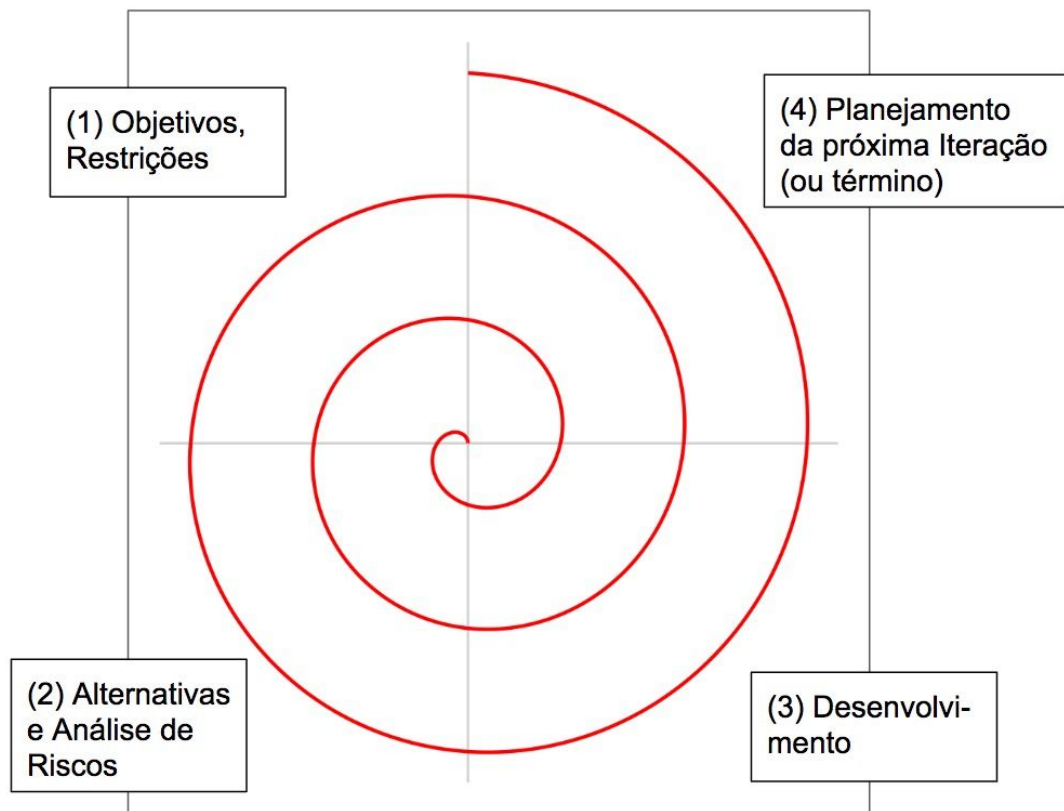 (1) Objetivos,
Restrições
(4) Planejamento
da próxima Iteração
(ou término)
(2) Alternativas
e Análise de
Riscos
(3) Desenvolvi-
mento